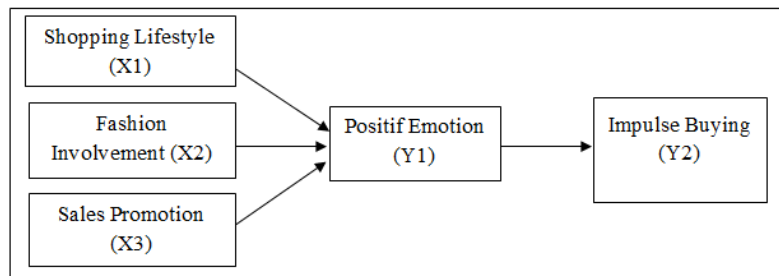 Shopping Lifestyle
(X1)
Fashion
Involvement (X2)
Sales Promotion
(X3)
Positif Emotion
(Y1)
Impulse Buying
(Y2)